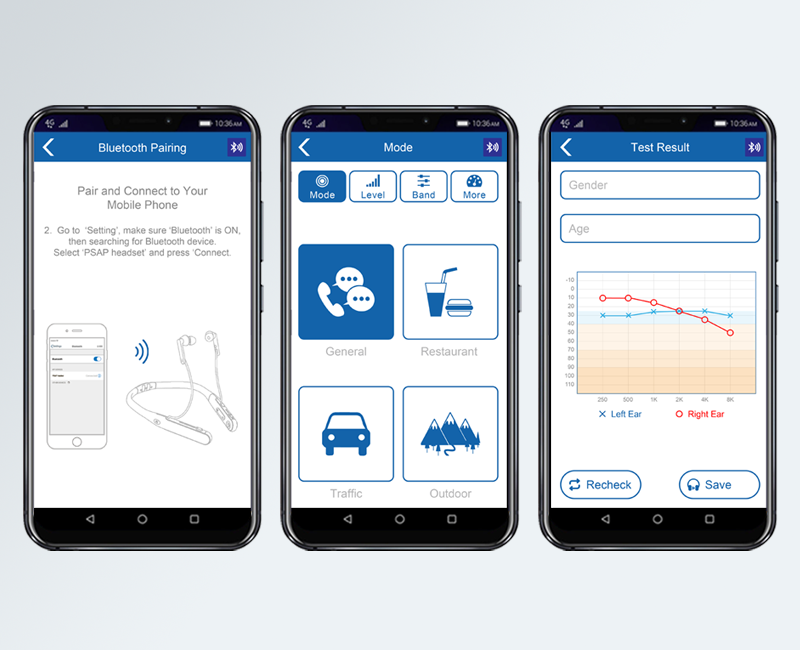 4G
10:36AM
Bluetooth Pairing
Pair and Connect to Your
Mobile Phone
2. Go to ‘Setting’, make sure ‘Bluetooth’ is ON,
then searching for Bluetooth device.
Select ‘PSAP headset’ and press ‘Connect.
Bluetooth
4G
10:36AM
Mode
Mode
Level
Band
More
General
Restaurant
Traffic
Outdoor
4G
10:36AM
Test Result
Gender
Age
-10
0
10
20
30
40
50
60
70
80
90
100
110
250 500 1K 2K 4K 8K
Left Ear Right Ear
Recheck
Save